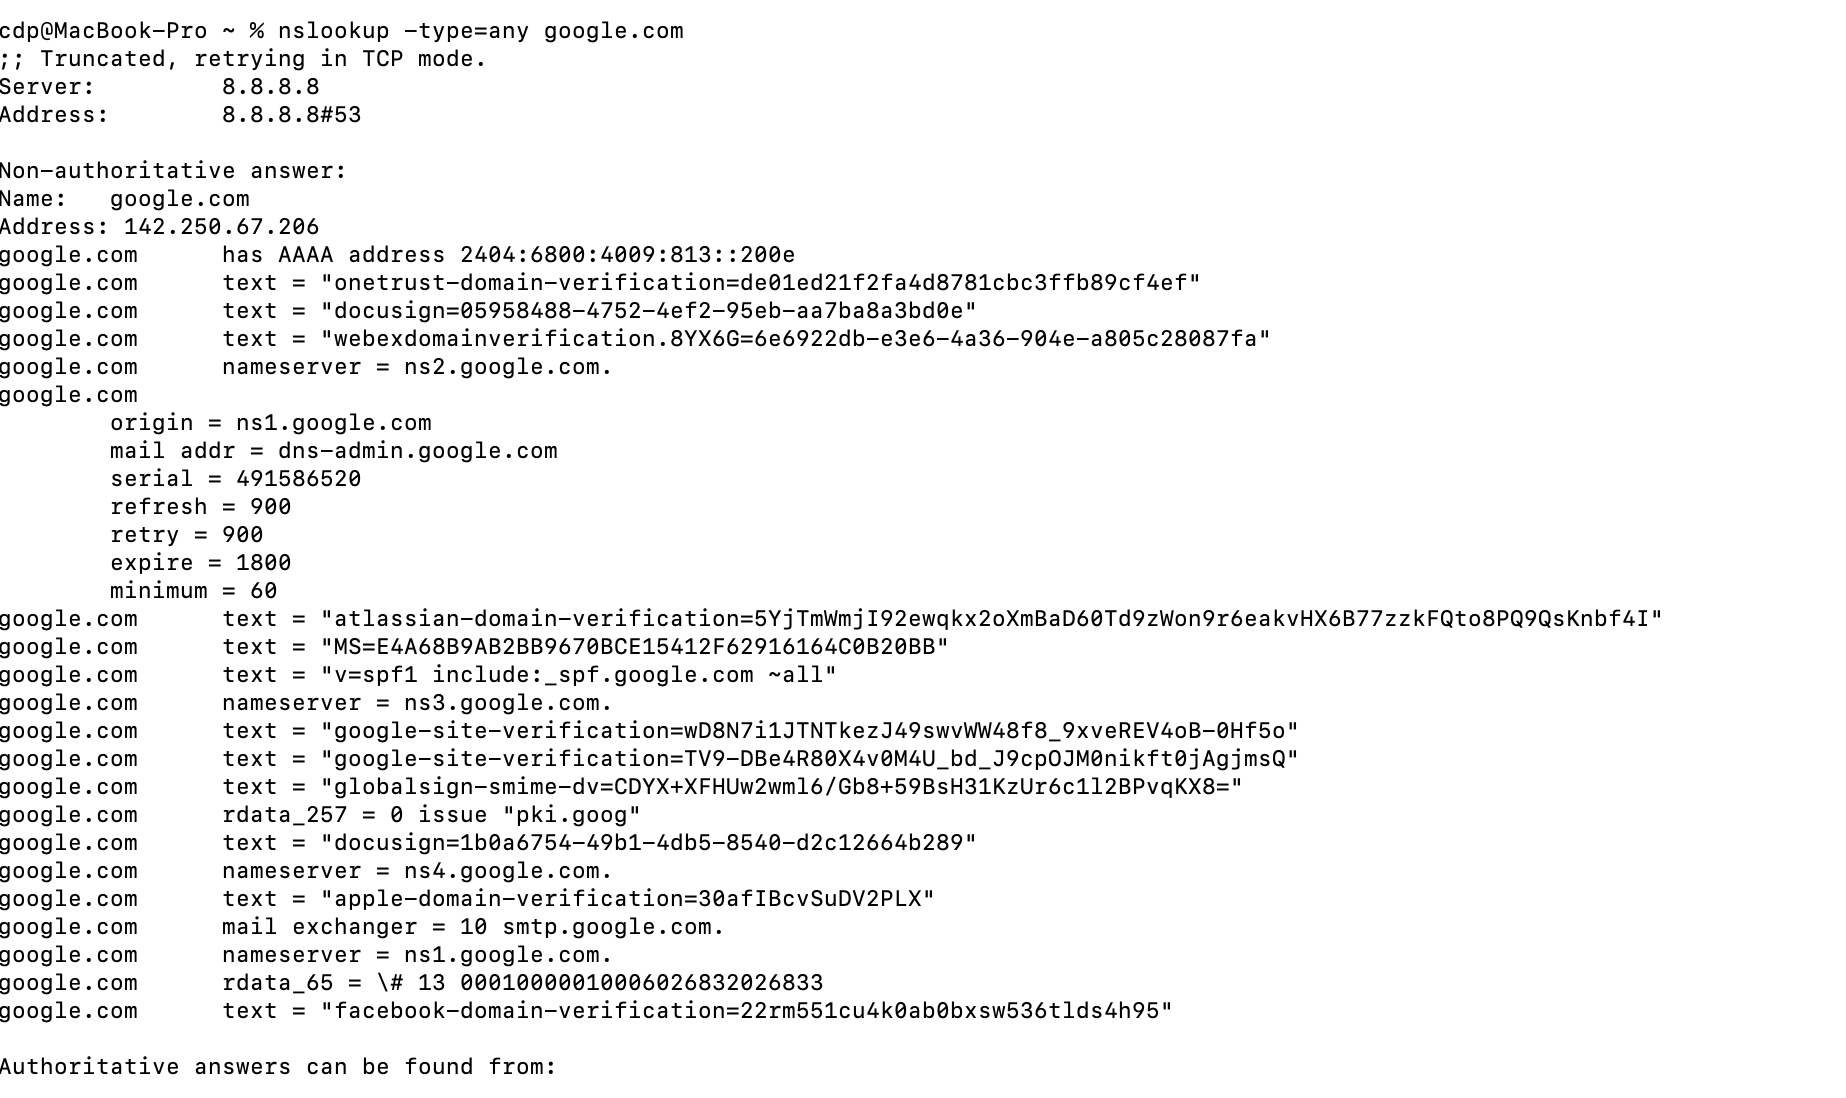 cdp@MacBook-Pro ~ % nslookup -type=any google.com
;; Truncated, retrying in TCP mode.
Server:		8.8.8.8
Address:	8.8.8.8#53

Non-authoritative answer:
Name:	google.com
Address: 142.250.67.206
google.com	has AAAA address 2404:6800:4009:813::200e
google.com	text = "onetrust-domain-verification=de01ed21f2fa4d8781cbc3ffb89cf4ef"
google.com	text = "docusign=05958488-4752-4ef2-95eb-aa7ba8a3bd0e"
google.com	text = "webexdomainverification.8YX6G=6e6922db-e3e6-4a36-904e-a805c28087fa"
google.com	nameserver = ns2.google.com.
google.com
	origin = ns1.google.com
	mail addr = dns-admin.google.com
	serial = 491586520
	refresh = 900
	retry = 900
	expire = 1800
	minimum = 60
google.com	text = "atlassian-domain-verification=5YjTmWmjI92ewqkx2oXmBaD60Td9zWon9r6eakvHX6B77zzkFQto8PQ9QsKnbf4I"
google.com	text = "MS=E4A68B9AB2BB9670BCE15412F62916164C0B20BB"
google.com	text = "v=spf1 include:_spf.google.com ~all"
google.com	nameserver = ns3.google.com.
google.com	text = "google-site-verification=wD8N7i1JTNTkezJ49swvWW48f8_9xveREV4oB-0Hf5o"
google.com	text = "google-site-verification=TV9-DBe4R80X4v0M4U_bd_J9cpOJM0nikft0jAgjmsQ"
google.com	text = "globalsign-smime-dv=CDYX+XFHUw2wml6/Gb8+59BsH31KzUr6c1l2BPvqKX8="
google.com	rdata_257 = 0 issue "pki.goog"
google.com	text = "docusign=1b0a6754-49b1-4db5-8540-d2c12664b289"
google.com	nameserver = ns4.google.com.
google.com	text = "apple-domain-verification=30afIBcvSuDV2PLX"
google.com	mail exchanger = 10 smtp.google.com.
google.com	nameserver = ns1.google.com.
google.com	rdata_65 = \# 13 00010000010006026832026833
google.com	text = "facebook-domain-verification=22rm551cu4k0ab0bxsw536tlds4h95"

Authoritative answers can be found from: